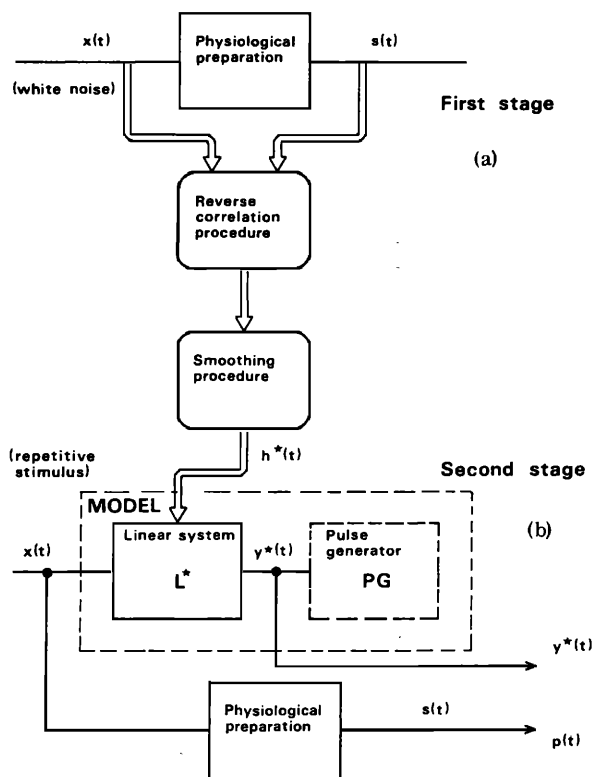 x(t)
Physiological
preparation
s(t)
(white noise)
First stage
(a)
Reverse
correlation
procedure
Smoothing
procedure
(repetitive
stimulus)
h*(t)
Second stage
MODEL
(b)
x(t)
Linear system
L*
y*(t)
Pulse
generator
PG
y*(t)
Physiological
preparation
s(t)
p(t)